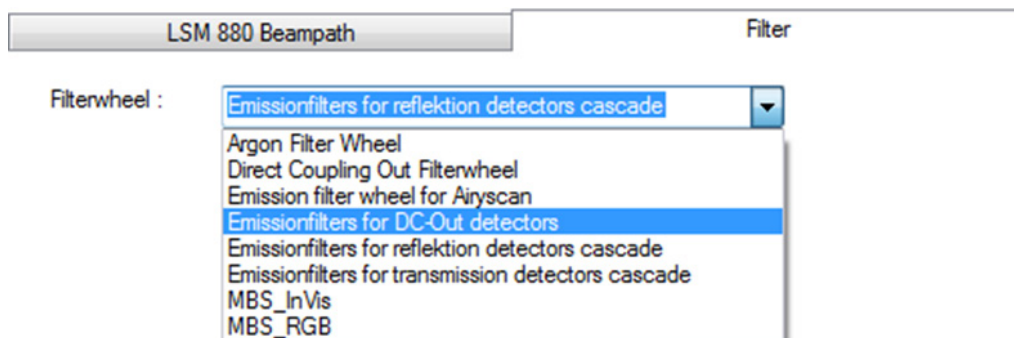 LSM 880 Beampath
Filter
Filterwheel :
Emissionfilters for reflektion detectors cascade
Argon Filter Wheel
Direct Coupling Out Filterwheel
Emission filter wheel for Airyscan
Emissionfilters for DC-Out detectors
Emissionfilters for reflektion detectors cascade
Emissionfilters for transmission detectors cascade
MBS_InVis
MBS_RGB